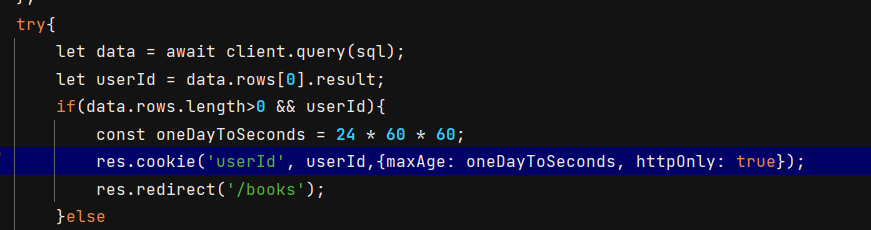 try{
let data = await client.query(sql);
let userId = data.rows[0].result;
if(data.rows.length>0 && userId){
const oneDayToSeconds = 24 * 60 * 60;
res.cookie('userId', userId,{maxAge: oneDayToSeconds, httpOnly: true});
res.redirect('/books');
}else